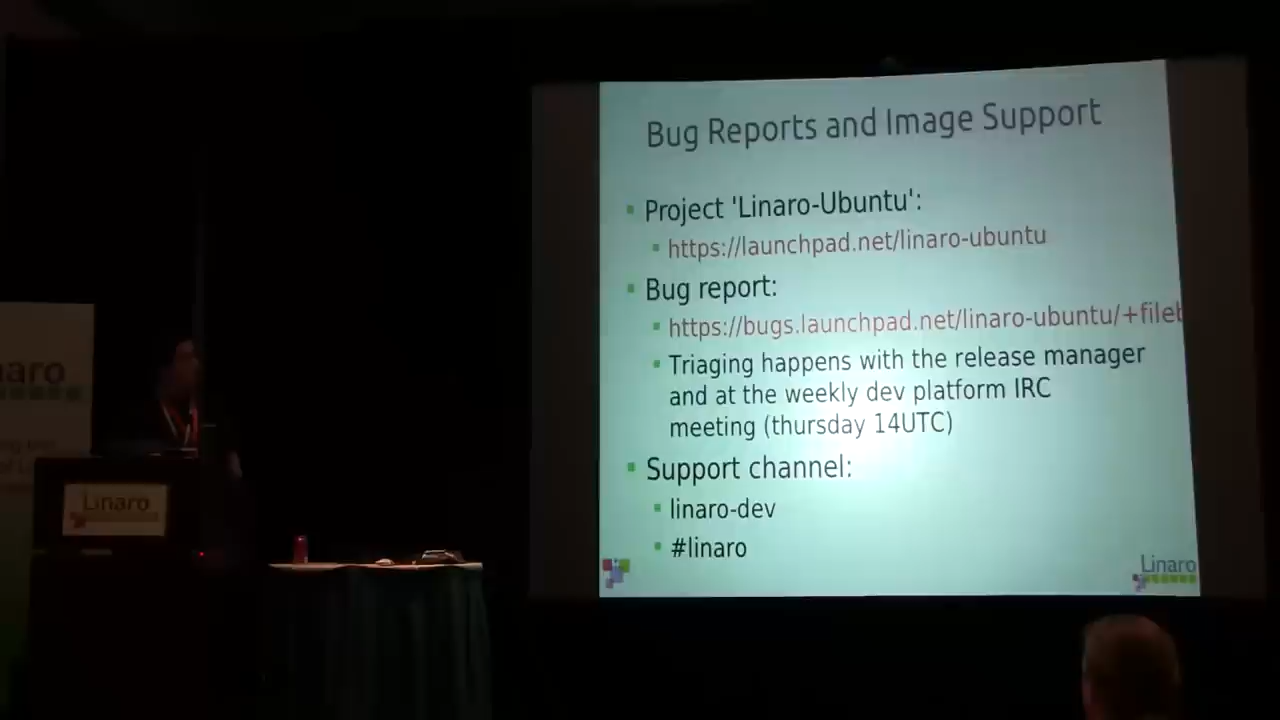 Bug Reports and Image Support
Project 'Linaro-Ubuntu':
https://launchpad.net/linaro-ubuntu
Bug report:
https://bugs.launchpad.net/linaro-ubuntu/+fileb
Triaging happens with the release manager
and at the weekly dev platform IRC
meeting (thursday 14UTC)
Support channel:
linaro-dev
#linaro
Linaro
naro
Linaro